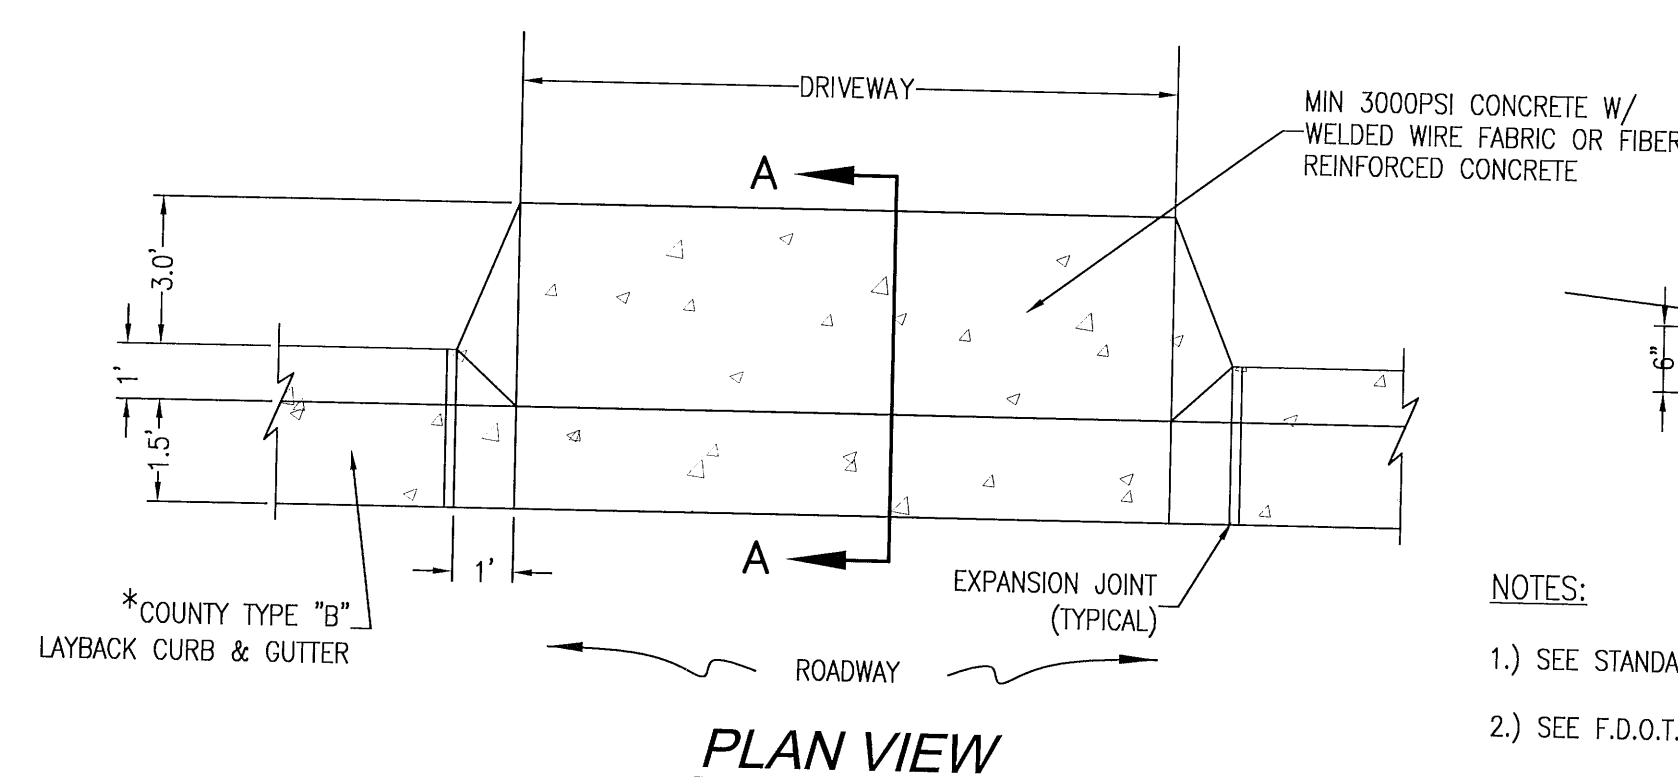 DRIVEWAY
MIN 3000PSI CONCRETE W/
WELDED WIRE FABRIC OR FIBER
REINFORCED CONCRETE
A
3.0'
1'
1.5'
6"
A
1'
EXPANSION JOINT
(TYPICAL)
*COUNTY TYPE "B"
LAYBACK CURB & GUTTER
ROADWAY
PLAN VIEW
NOTES:
1.) SEE STANDA
2.) SEE F.D.O.T.